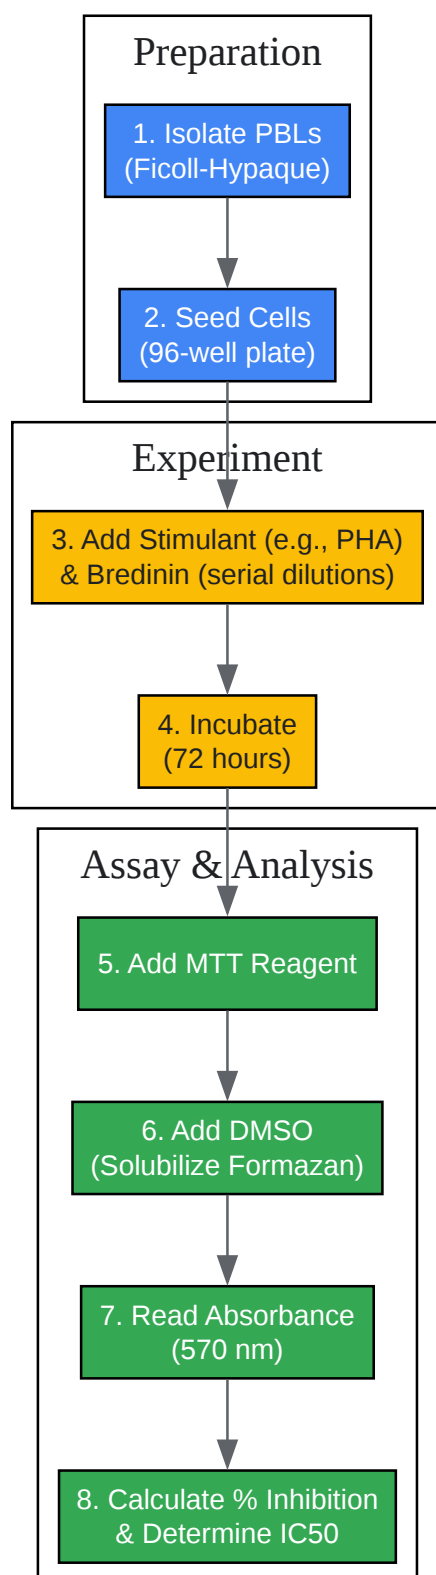 Preparation
1. Isolate PBLs
(Ficoll-Hypaque)
2. Seed Cells
(96-well plate)
Experiment
3. Add Stimulant (e.g., PHA)
& Bredinin (serial dilutions)
4. Incubate
(72 hours)
Assay & Analysis
5. Add MTT Reagent
6. Add DMSO
(Solubilize Formazan)
7. Read Absorbance
(570 nm)
8. Calculate % Inhibition
& Determine IC50